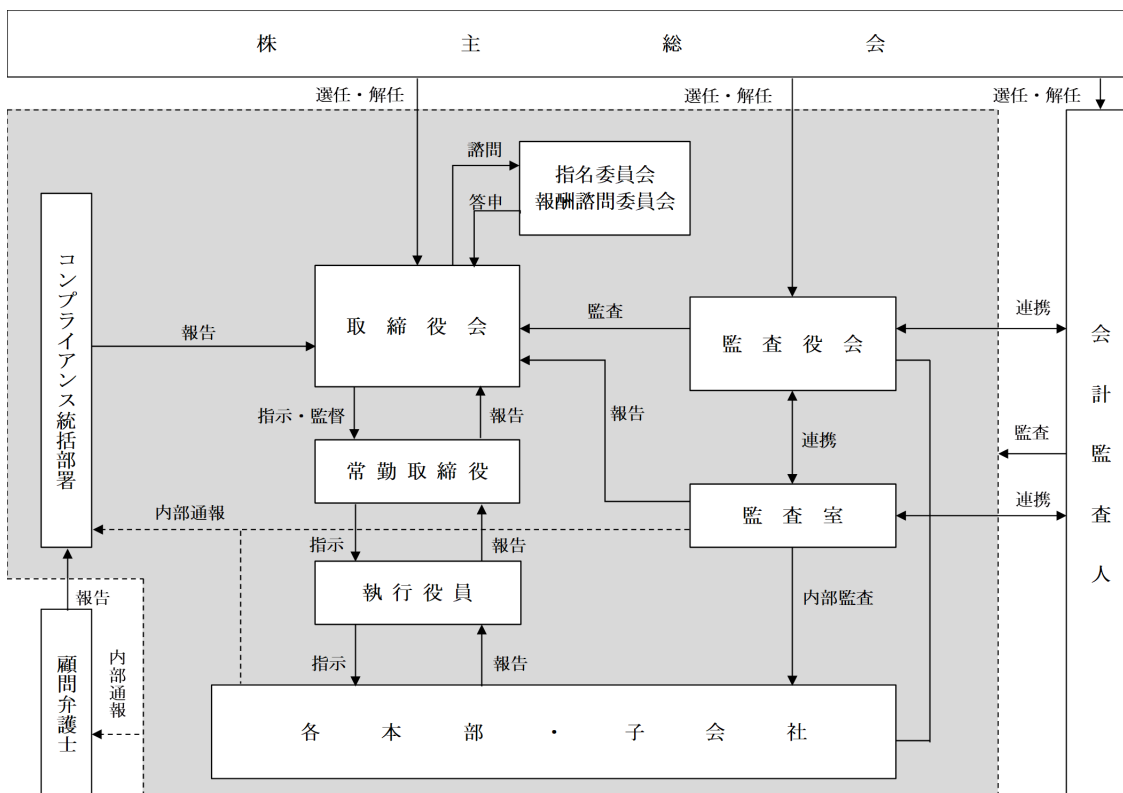 株主総会
選任・解任
選任・解任
選任・解任
諮問
指名委員会
報酬諮問委員会
答申
コンプライアンス統括部署
取締役会
監査
監査役会
連携
会計監査人
報告
指示・監督
報告
報告
連携
監査
常勤取締役
監査室
連携
内部通報
指示
報告
執行役員
内部監査
報告
顧問弁護士
内部通報
指示
報告
各本部・子会社